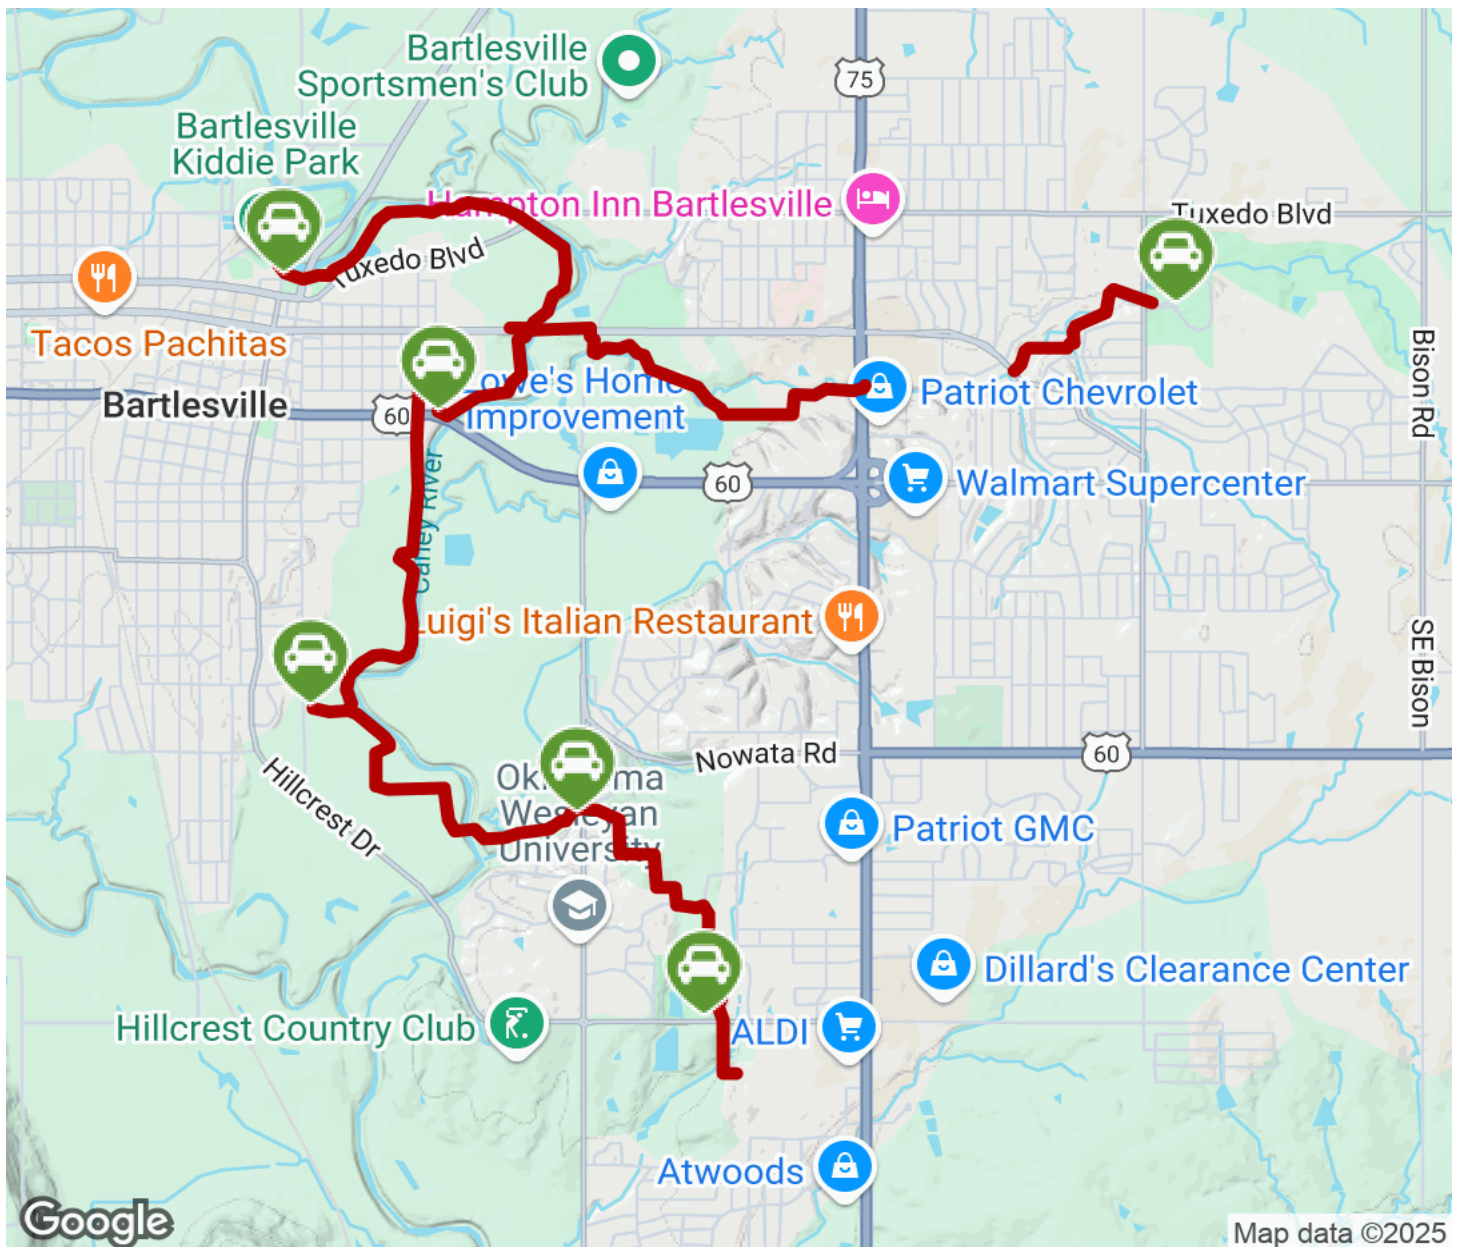 Bartlesville
Sportsmen's Club
75
Bartlesville
Kiddie Park
Hampton Inn Bartlesville
Tuxedo Blvd
Tuxedo Blvd
Tacos Pachitas
Lowe's Home
Improvement
Patriot Chevrolet
Bison Rd
Bartlesville
60
60
Walmart Supercenter
Caney River
Luigi's Italian Restaurant
SE Bison
Nowata Rd
60
Hillcrest Dr
Oklahoma
Wesleyan
University
Patriot GMC
Dillard's Clearance Center
Hillcrest Country Club
ALDI
Atwoods
Google
Map data ©2025